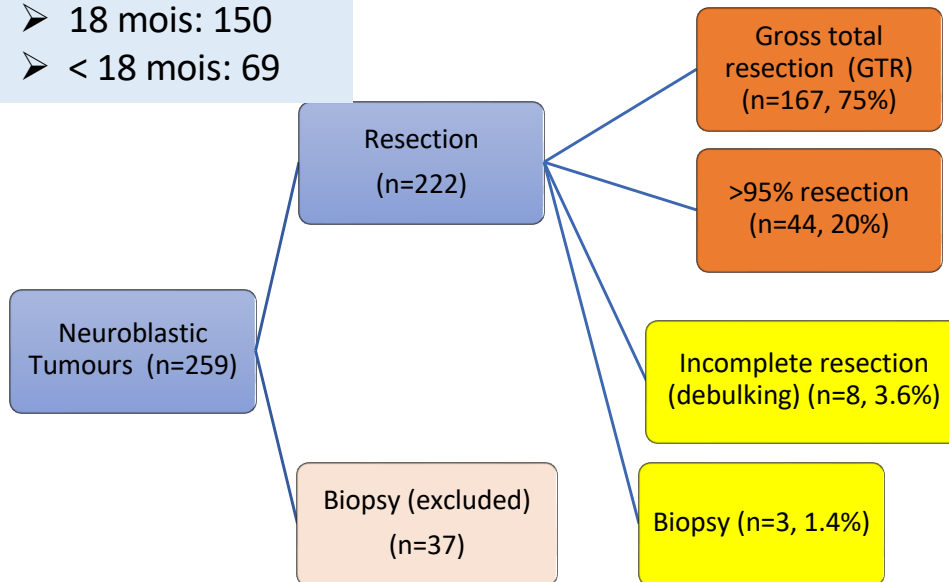 ➢ 18 mois: 150
➢ < 18 mois: 69
Gross total
resection (GTR)
(n=167, 75%)
Resection
(n=222)
>95% resection
(n=44, 20%)
Neuroblastic
Tumours (n=259)
Incomplete resection
(debulking) (n=8, 3.6%)
Biopsy (excluded)
(n=37)
Biopsy (n=3, 1.4%)